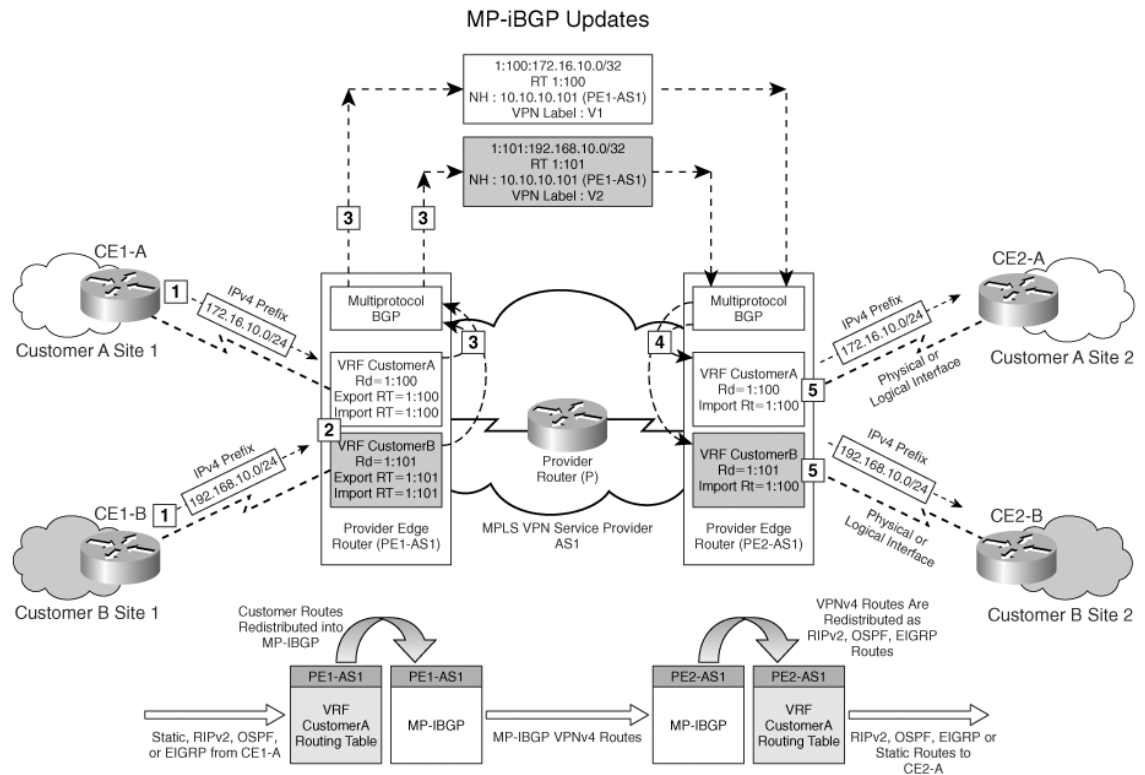 MP-iBGP Updates
1:100:172.16.10.0/32
RT 1:100
NH : 10.10.10.101 (PE1-AS1)
VPN Label : V1
1:101:192.168.10.0/32
RT 1:101
NH : 10.10.10.101 (PE1-AS1)
VPN Label : V2
3
3
CE1-A
1
IPv4 Prefix
172.16.10.0/24
Customer A Site 1
Multiprotocol
BGP
3
VRF CustomerA
Rd=1:100
Export RT=1:100
Import RT=1:100
2
VRF CustomerB
Rd=1:101
Export RT=1:101
Import RT=1:101
Provider Edge
Router (PE1-AS1)
IPv4 Prefix
192.168.10.0/24
CE1-B
1
Customer B Site 1
Provider
Router (P)
MPLS VPN Service Provider
AS1
Multiprotocol
BGP
4
VRF CustomerA
Rd=1:100
Import Rt=1:100
5
VRF CustomerB
Rd=1:101
Import Rt=1:100
5
Provider Edge
Router (PE2-AS1)
CE2-A
IPv4 Prefix
172.16.10.0/24
Physical or
Logical Interface
Customer A Site 2
IPv4 Prefix
192.168.10.0/24
Physical or
Logical Interface
CE2-B
Customer B Site 2
Customer Routes
Redistributed into
MP-IBGP
VPNv4 Routes Are
Redistributed as
RIPv2, OSPF, EIGRP
Routes
PE1-AS1
VRF
CustomerA
Routing Table
PE1-AS1
MP-IBGP
PE2-AS1
MP-IBGP
PE2-AS1
VRF
CustomerA
Routing Table
Static, RIPv2, OSPF,
or EIGRP from CE1-A
MP-IBGP VPNv4 Routes
RIPv2, OSPF, EIGRP or
Static Routes to
CE2-A